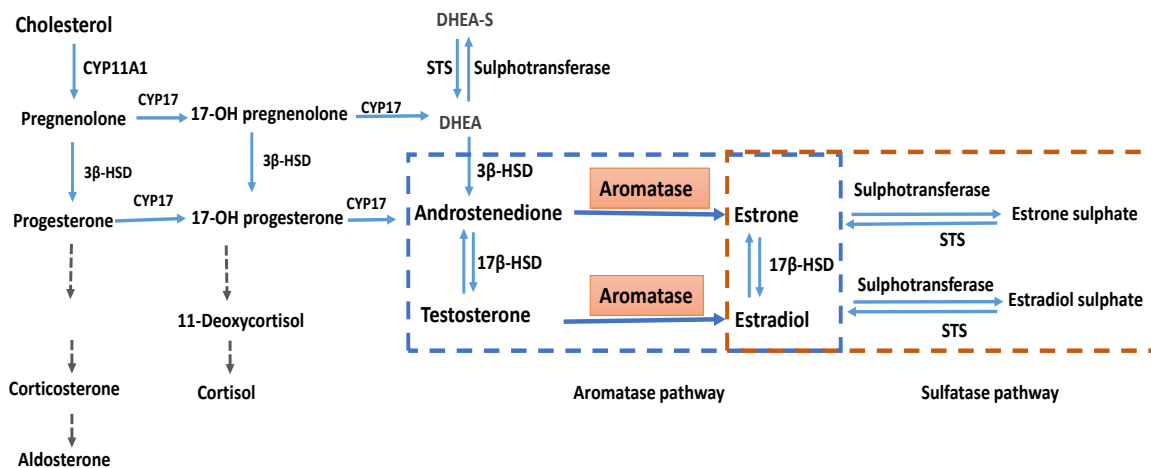 Cholesterol
DHEA-S
CYP11A1
STS
Sulphotransferase
CYP17
CYP17
Pregnenolone
17-OH pregnenolone
DHEA
3β-HSD
3β-HSD
3β-HSD
Aromatase
Sulphotransferase
CYP17
CYP17
Progesterone
17-OH progesterone
Androstenedione
Estrone
Estrone sulphate
STS
17β-HSD
17β-HSD
Aromatase
Sulphotransferase
11-Deoxycortisol
Testosterone
Estradiol
Estradiol sulphate
STS
Corticosterone
Cortisol
Aromatase pathway
Sulfatase pathway
Aldosterone